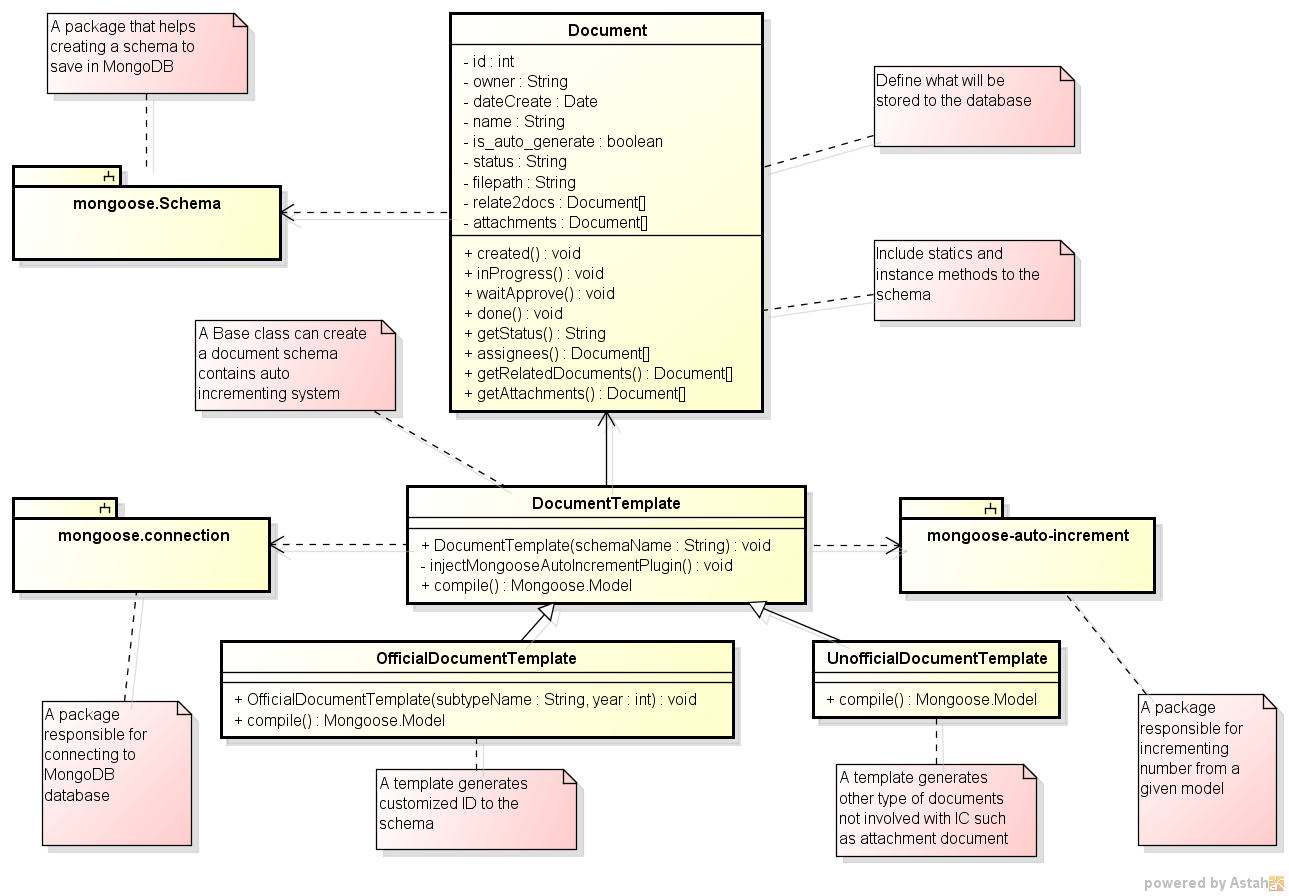 A package that helps
creating a schema to
save in MongoDB
Document
- id : int
- owner : String
- dateCreate : Date
- name : String
- is_auto_generate : boolean
- status : String
- filepath : String
- relate2docs : Document[]
- attachments : Document[]
+ created() : void
+ inProgress() : void
+ waitApprove() : void
+ done() : void
+ getStatus() : String
+ assignees() : Document[]
+ getRelatedDocuments() : Document[]
+ getAttachments() : Document[]
Define what will be
stored to the database
mongoose.Schema
Include statics and
instance methods to the
schema
A Base class can create
a document schema
contains auto
incrementing system
DocumentTemplate
+ DocumentTemplate(schemaName : String) : void
- injectMongooseAutoIncrementPlugin() : void
+ compile() : Mongoose.Model
mongoose.connection
mongoose-auto-increment
OfficialDocumentTemplate
+ OfficialDocumentTemplate(subtypeName : String, year : int) : void
+ compile() : Mongoose.Model
UnofficialDocumentTemplate
+ compile() : Mongoose.Model
A package
responsible for
connecting to
MongoDB
database
A template generates
customized ID to the
schema
A template generates
other type of documents
not involved with IC such
as attachment document
A package
responsible for
incrementing
number from a
given model
powered by Astah